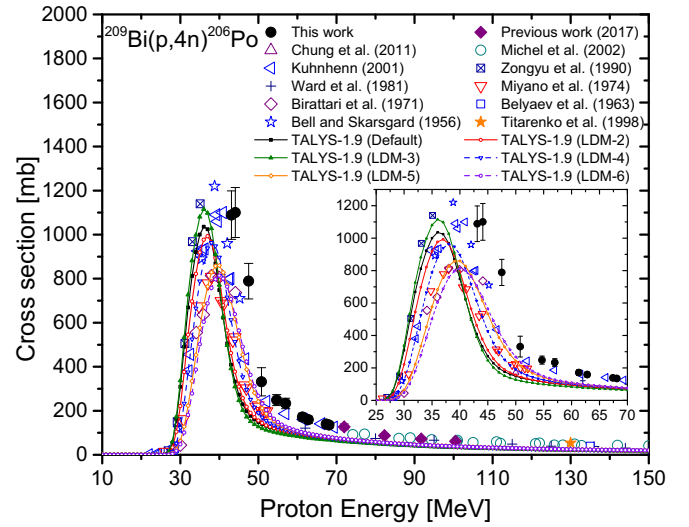 ²⁰⁹Bi(p,4n)²⁰⁶Po
This work
Previous work (2017)
Chung et al. (2011)
Michel et al. (2002)
Kuhnhenn (2001)
Zongyu et al. (1990)
Ward et al. (1981)
Miyano et al. (1974)
Birattari et al. (1971)
Belyaev et al. (1963)
Bell and Skarsgard (1956)
Titarenko et al. (1998)
TALYS-1.9 (Default)
TALYS-1.9 (LDM-2)
TALYS-1.9 (LDM-3)
TALYS-1.9 (LDM-4)
TALYS-1.9 (LDM-5)
TALYS-1.9 (LDM-6)
Cross section [mb]
2000
1800
1600
1400
1200
1000
800
600
400
200
0
10 30 50 70 90 110 130 150
Proton Energy [MeV]
1200
1000
800
600
400
200
0
25 30 35 40 45 50 55 60 65 70